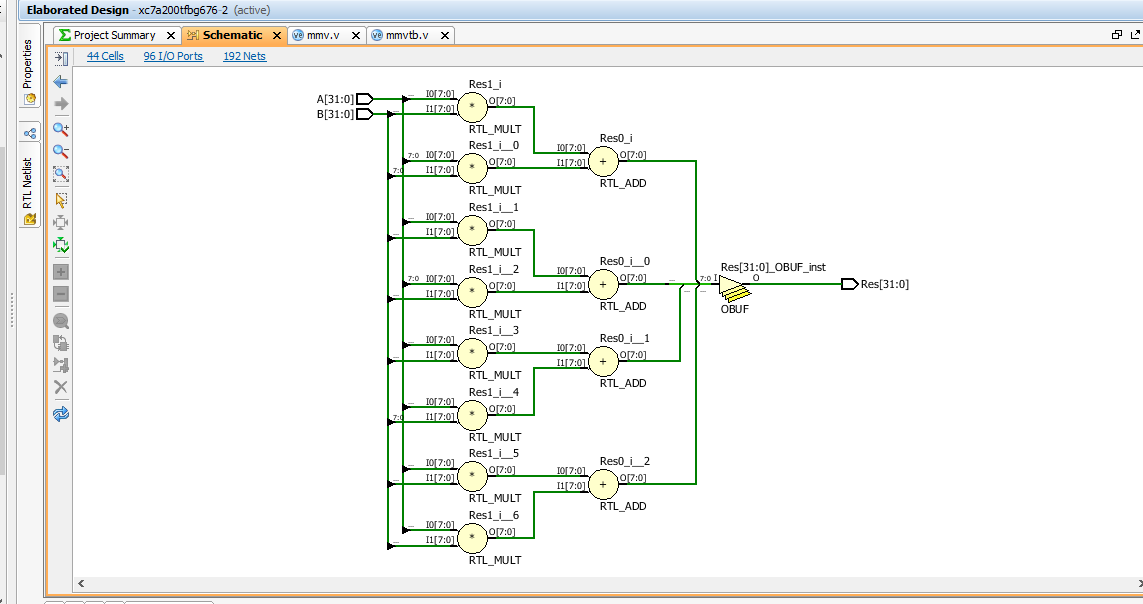 Elaborated Design - xc7a200tfbg676-2 (active)
Properties
RTL Netlist
Project Summary
Schematic
mmv.v
mmvtb.v
44 Cells
96 I/O Ports
192 Nets
A[31:0]
B[31:0]
Res1_i
I0[7:0]
I1[7:0]
*
O[7:0]
RTL_MULT
Res1_i__0
7:0
I0[7:0]
7:0
I1[7:0]
*
O[7:0]
RTL_MULT
Res1_i__1
I0[7:0]
I1[7:0]
*
O[7:0]
RTL_MULT
Res1_i__2
7:0
I0[7:0]
I1[7:0]
*
O[7:0]
RTL_MULT
Res1_i__3
I0[7:0]
I1[7:0]
*
O[7:0]
RTL_MULT
Res1_i__4
I0[7:0]
7:0
I1[7:0]
*
O[7:0]
RTL_MULT
Res1_i__5
I0[7:0]
I1[7:0]
*
O[7:0]
RTL_MULT
Res1_i__6
I0[7:0]
I1[7:0]
*
O[7:0]
RTL_MULT
Res0_i
I0[7:0]
I1[7:0]
+
O[7:0]
RTL_ADD
Res0_i__0
I0[7:0]
I1[7:0]
+
O[7:0]
RTL_ADD
Res0_i__1
I0[7:0]
I1[7:0]
+
O[7:0]
RTL_ADD
Res0_i__2
I0[7:0]
I1[7:0]
+
O[7:0]
RTL_ADD
Res[31:0]_OBUF_inst
7:0
I
O
OBUF
Res[31:0]